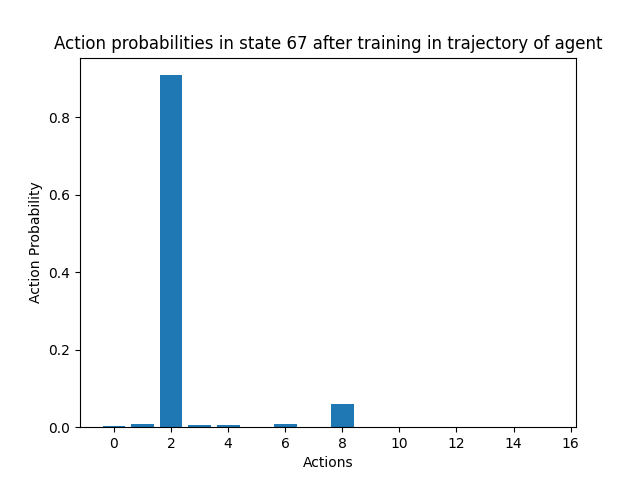 Action probabilities in state 67 after training in trajectory of agent
Action Probability
0.8
0.6
0.4
0.2
0.0
0 2 4 6 8 10 12 14 16
Actions